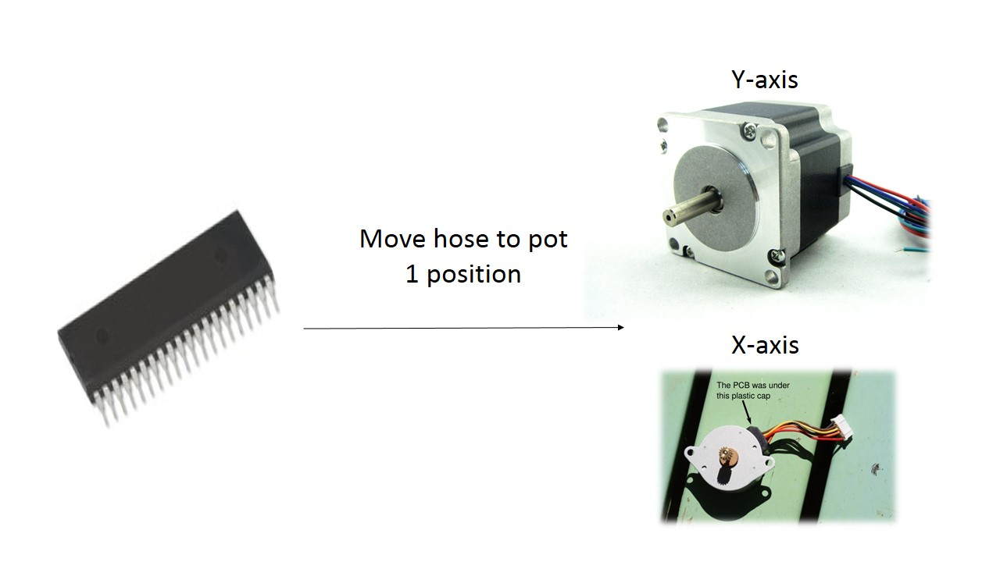 Y-axis
Move hose to pot
1 position
X-axis
The PCB was under
this plastic cap